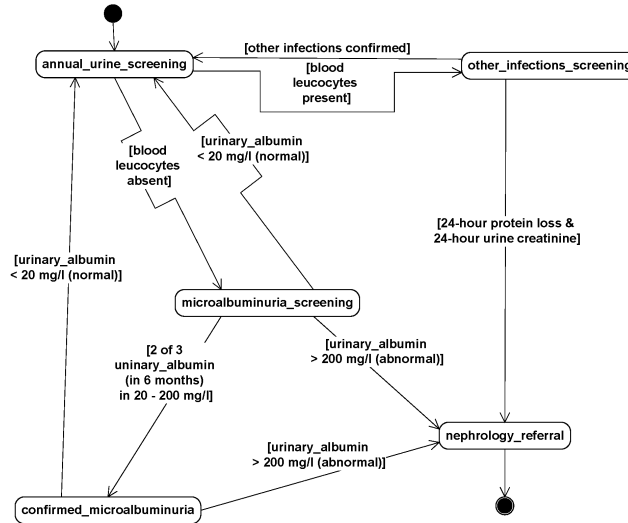 [other infections confirmed]
annual_urine_screening
other_infections_screening
[blood
leucocytes
present]
[urinary_albumin
< 20 mg/l (normal)]
[blood
leucocytes
absent]
[24-hour protein loss &
24-hour urine creatinine]
[urinary_albumin
< 20 mg/l (normal)]
microalbuminuria_screening
[2 of 3
uninary_albumin
(in 6 months)
in 20 - 200 mg/l]
[urinary_albumin
> 200 mg/l (abnormal)]
nephrology_referral
[urinary_albumin
> 200 mg/l (abnormal)]
confirmed_microalbuminuria